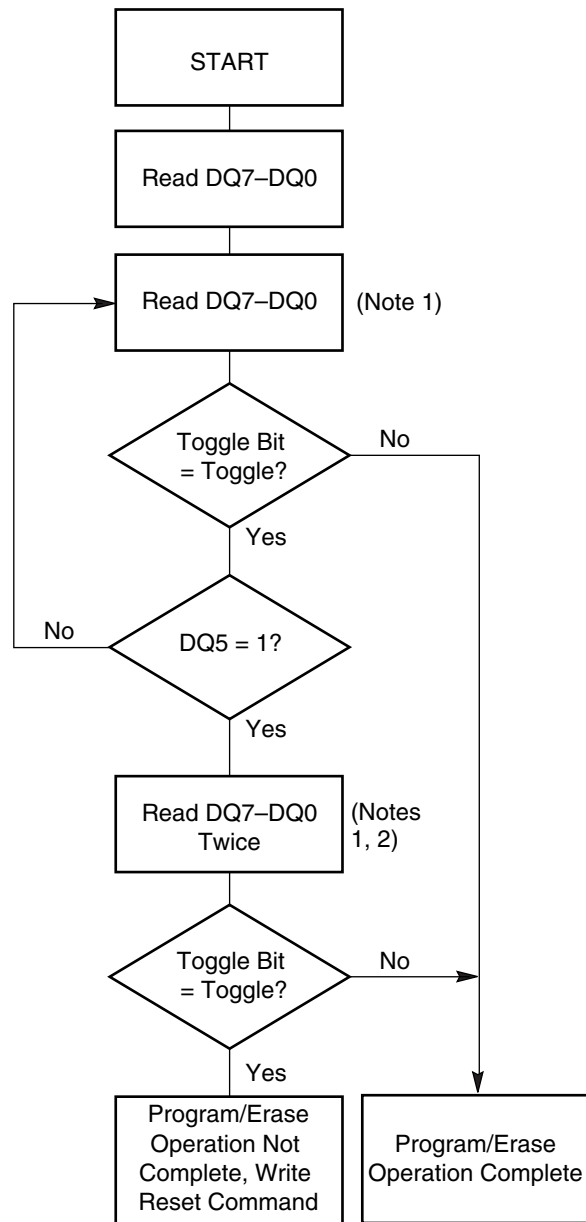 START
Read DQ7–DQ0
Read DQ7–DQ0
(Note 1)
Toggle Bit
= Toggle?
No
Yes
No
DQ5 = 1?
Yes
Read DQ7–DQ0
Twice
(Notes
1, 2)
Toggle Bit
= Toggle?
No
Yes
Program/Erase
Operation Not
Complete, Write
Reset Command
Program/Erase
Operation Complete